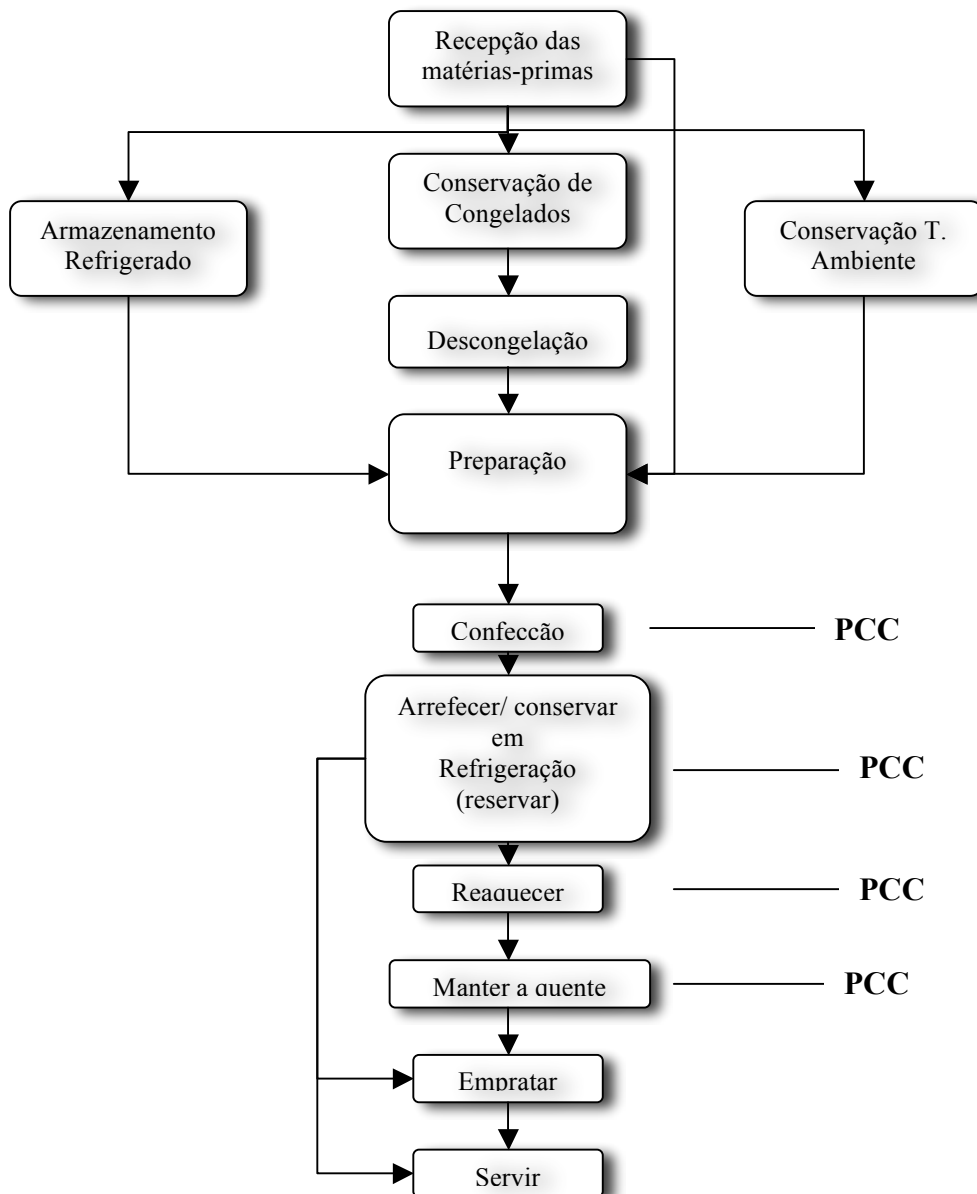 Recepção das
matérias-primas
Conservação de
Congelados
Armazenamento
Refrigerado
Conservação T.
Ambiente
Descongelação
Preparação
Confecção
PCC
Arrefecer/ conservar
em
Refrigeração
(reservar)
PCC
Reaquecer
PCC
Manter a quente
PCC
Empratar
Servir